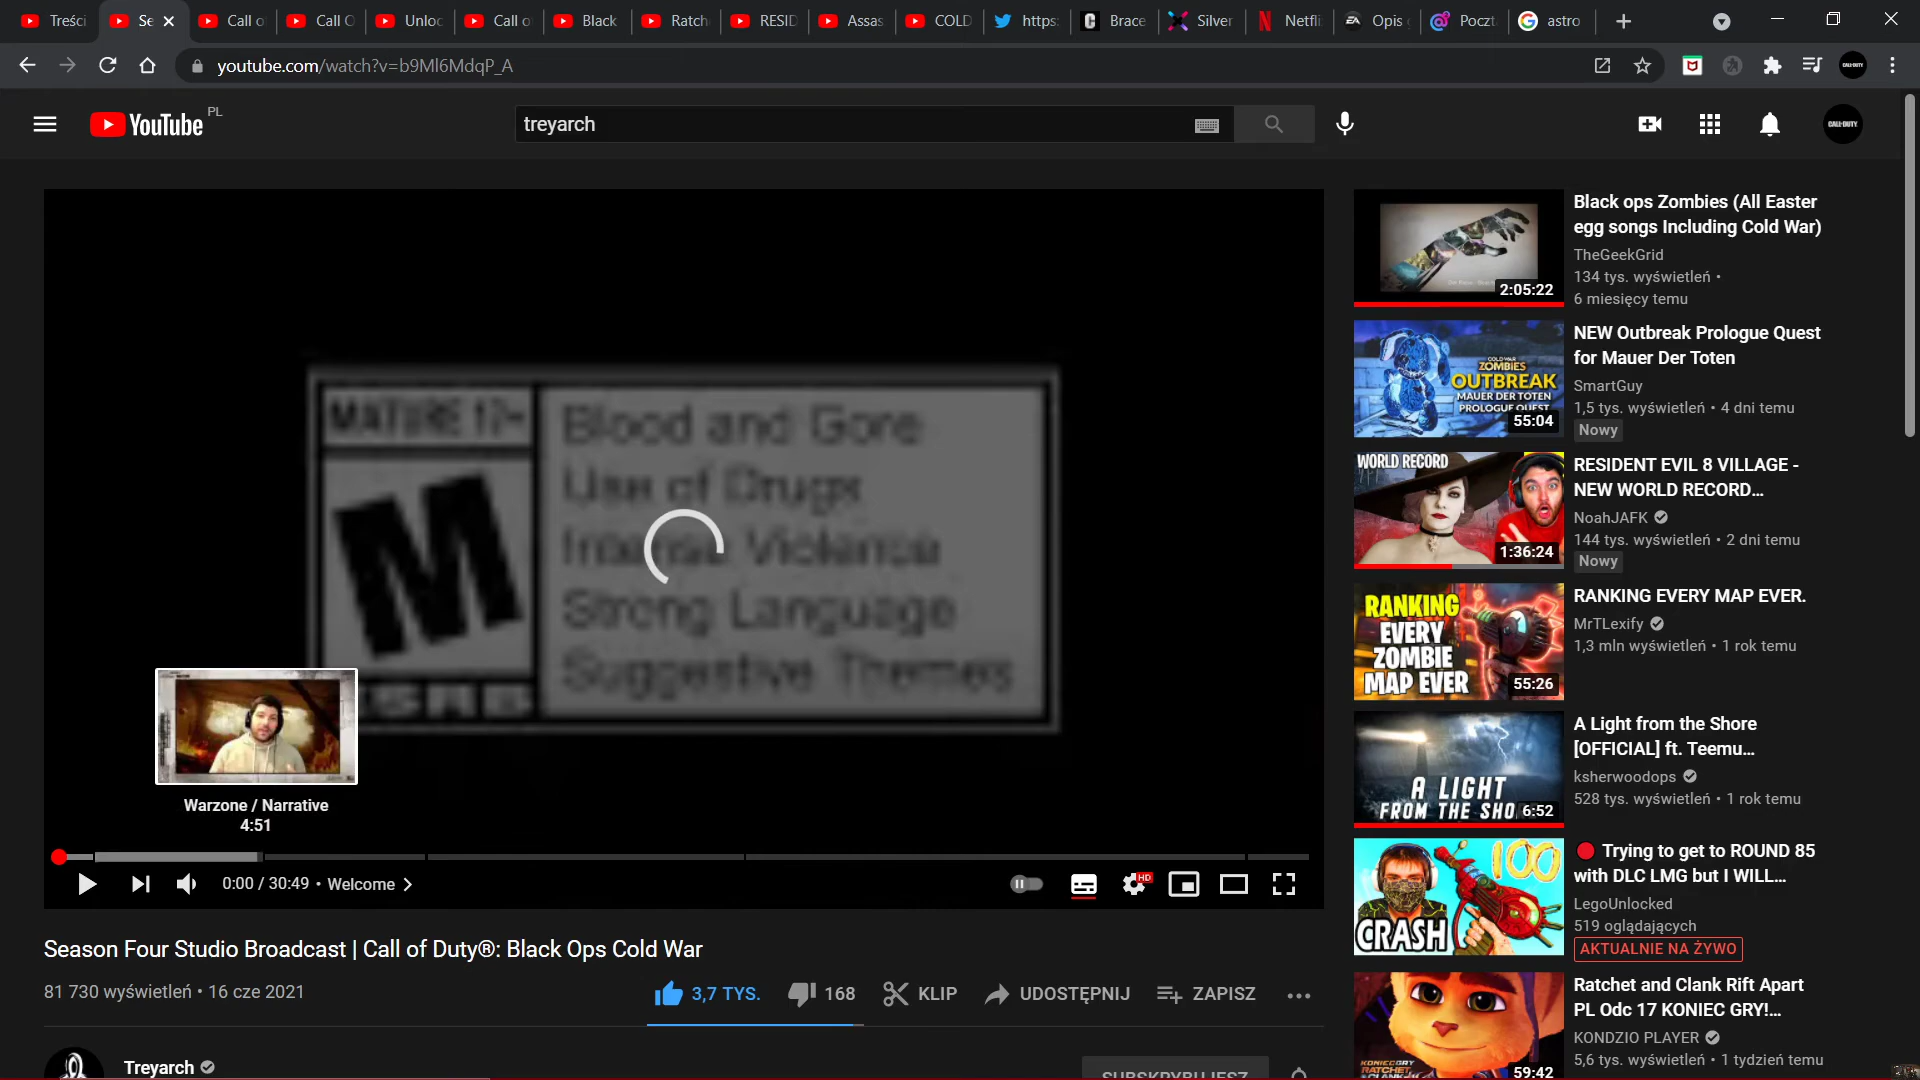 Treści
Se
Call o
Call O
Unloc
Call o
Black
Ratch
RESID
Assas
COLD
https:
Brace
Silver
Netfli
Opis
Poczt
astro
youtube.com/watch?v=b9Ml6MdqP_A
YouTube PL
treyarch
CALL OF DUTY
MATURE 17+
M
Blood and Gore
Use of Drugs
Intense Violence
Strong Language
Suggestive Themes
Warzone / Narrative
4:51
0:00 / 30:49 • Welcome >
HD
Season Four Studio Broadcast | Call of Duty®: Black Ops Cold War
81 730 wyświetleń • 16 cze 2021
3,7 TYS.
168
KLIP
UDOSTĘPNIJ
ZAPISZ
Treyarch
SUBSKRYBUJESZ
2:05:22
Black ops Zombies (All Easter
egg songs Including Cold War)
TheGeekGrid
134 tys. wyświetleń •
6 miesięcy temu
COLD WAR
ZOMBIES
OUTBREAK
MAUER DER TOTEN
PROLOGUE QUEST
55:04
NEW Outbreak Prologue Quest
for Mauer Der Toten
SmartGuy
1,5 tys. wyświetleń • 4 dni temu
Nowy
WORLD RECORD
1:36:24
RESIDENT EVIL 8 VILLAGE -
NEW WORLD RECORD...
NoahJAFK
144 tys. wyświetleń • 2 dni temu
Nowy
RANKING
EVERY
ZOMBIE
MAP EVER
55:26
RANKING EVERY MAP EVER.
MrTLexify
1,3 mln wyświetleń • 1 rok temu
A LIGHT
FROM THE SHO
6:52
A Light from the Shore
[OFFICIAL] ft. Teemu...
ksherwoodops
528 tys. wyświetleń • 1 rok temu
100
CRASH
Trying to get to ROUND 85
with DLC LMG but I WILL...
LegoUnlocked
519 oglądających
AKTUALNIE NA ŻYWO
KONIEC GRY
RATCHET
59:42
Ratchet and Clank Rift Apart
PL Odc 17 KONIEC GRY!...
KONDZIO PLAYER
5,6 tys. wyświetleń • 1 tydzień temu